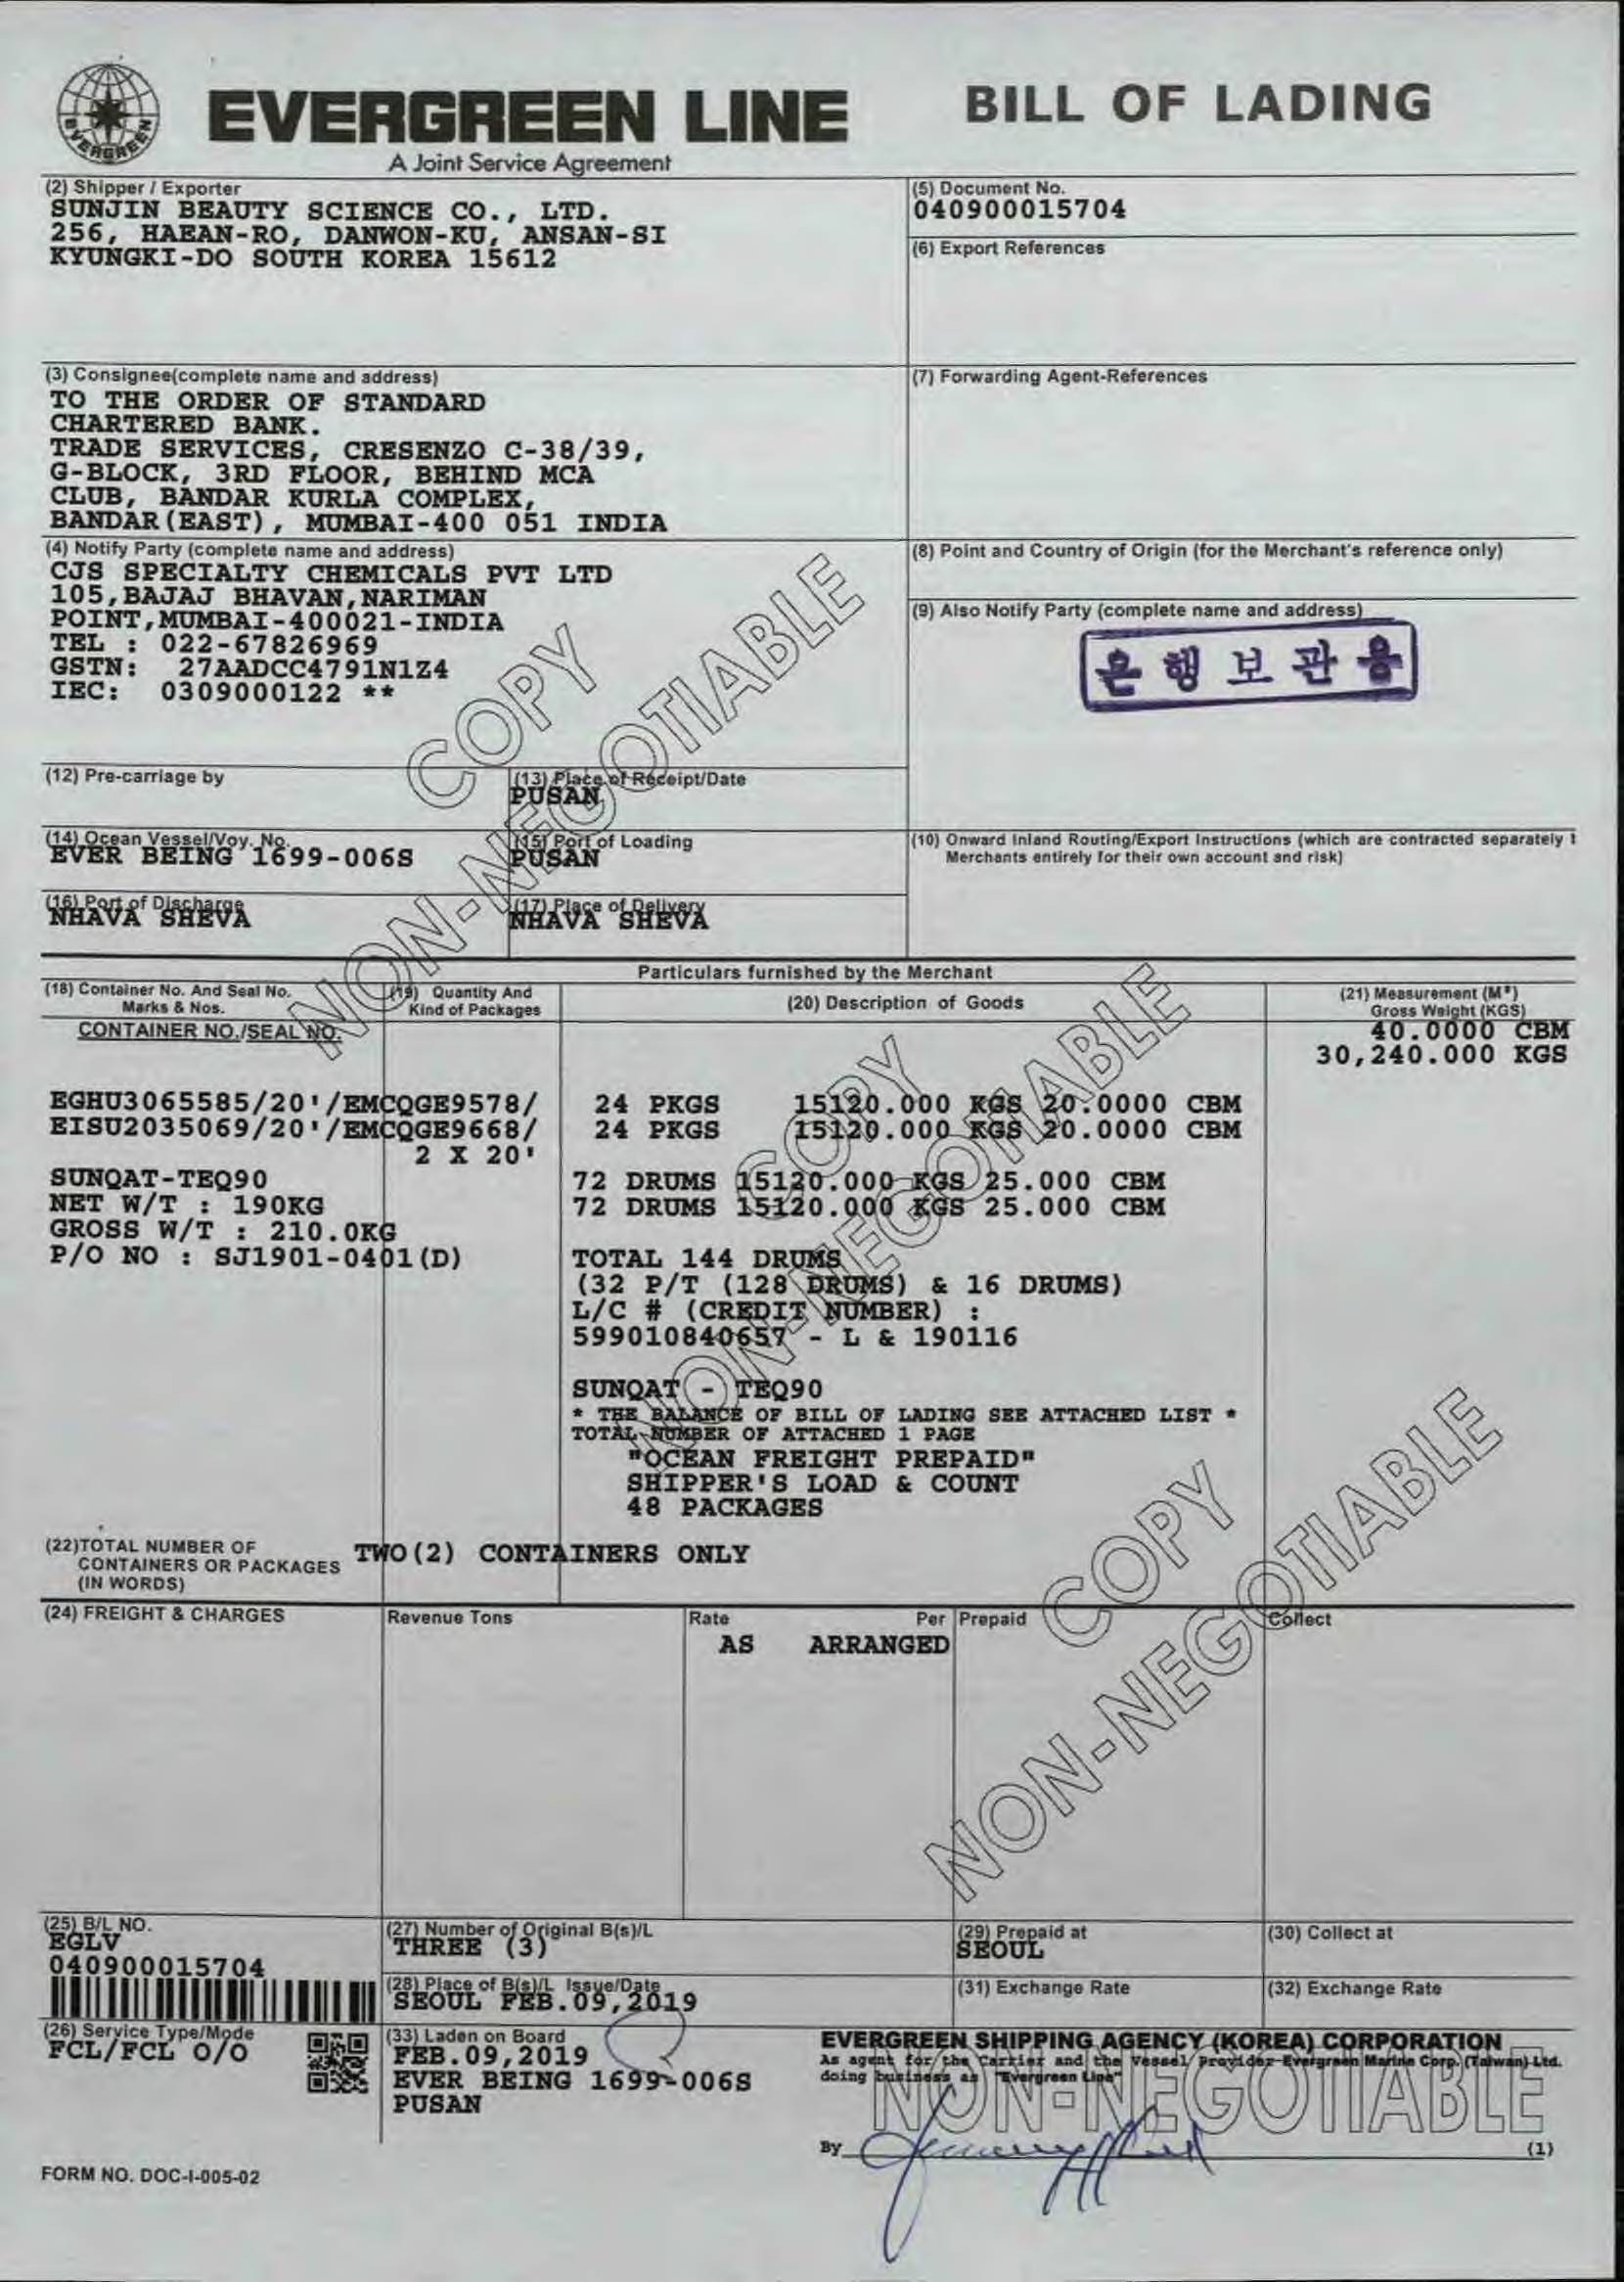 EVERGREEN
EVERGREEN LINE
A Joint Service Agreement
BILL OF LADING
(2) Shipper / Exporter
SUNJIN BEAUTY SCIENCE CO., LTD.
256, HAEAN-RO, DANWON-KU, ANSAN-SI
KYUNGKI-DO SOUTH KOREA 15612
(5) Document No.
040900015704
(6) Export References
(3) Consignee(complete name and address)
TO THE ORDER OF STANDARD
CHARTERED BANK.
TRADE SERVICES, CRESENZO C-38/39,
G-BLOCK, 3RD FLOOR, BEHIND MCA
CLUB, BANDAR KURLA COMPLEX,
BANDAR(EAST), MUMBAI-400 051 INDIA
(7) Forwarding Agent-References
(4) Notify Party (complete name and address)
CJS SPECIALTY CHEMICALS PVT LTD
105,BAJAJ BHAVAN,NARIMAN
POINT,MUMBAI-400021-INDIA
TEL : 022-67826969
GSTN: 27AADCC4791N1Z4
IEC: 0309000122 **
(8) Point and Country of Origin (for the Merchant's reference only)
(9) Also Notify Party (complete name and address)
은행보관용
COPY
NON-NEGOTIABLE
(12) Pre-carriage by
(13) Place of Receipt/Date
PUSAN
(14) Ocean Vessel/Voy. No.
EVER BEING 1699-006S
(15) Port of Loading
PUSAN
(10) Onward Inland Routing/Export Instructions (which are contracted separately
Merchants entirely for their own account and risk)
(16) Port of Discharge
NHAVA SHEVA
(17) Place of Delivery
NHAVA SHEVA
Particulars furnished by the Merchant
(18) Container No. And Seal No.
Marks & Nos.
(19) Quantity And
Kind of Packages
(20) Description of Goods
(21) Measurement (M³)
Gross Weight (KGS)
CONTAINER NO./SEAL NO.
40.0000 CBM
30,240.000 KGS
EGHU3065585/20'/EMCQGE9578/ 24 PKGS 15120.000 KGS 20.0000 CBM
EISU2035069/20'/EMCQGE9668/ 24 PKGS 15120.000 KGS 20.0000 CBM
2 X 20'
SUNQAT-TEQ90
NET W/T : 190KG
GROSS W/T : 210.0KG
P/O NO : SJ1901-0401(D)
72 DRUMS 15120.000 KGS 25.000 CBM
72 DRUMS 15120.000 KGS 25.000 CBM
TOTAL 144 DRUMS
(32 P/T (128 DRUMS) & 16 DRUMS)
L/C # (CREDIT NUMBER) :
599010840657 - L & 190116
SUNQAT - TEQ90
* THE BALANCE OF BILL OF LADING SEE ATTACHED LIST *
TOTAL NUMBER OF ATTACHED 1 PAGE
"OCEAN FREIGHT PREPAID"
SHIPPER'S LOAD & COUNT
48 PACKAGES
COPY
NON-NEGOTIABLE
(22)TOTAL NUMBER OF
CONTAINERS OR PACKAGES
(IN WORDS)
TWO(2) CONTAINERS ONLY
(24) FREIGHT & CHARGES
Revenue Tons
Rate
Per
Prepaid
Collect
AS ARRANGED
COPY
NON-NEGOTIABLE
(25) B/L NO.
EGLV
040900015704
(27) Number of Original B(s)/L
THREE (3)
(29) Prepaid at
SEOUL
(30) Collect at
(28) Place of B(s)/L Issue/Date
SEOUL FEB.09,2019
(31) Exchange Rate
(32) Exchange Rate
(26) Service Type/Mode
FCL/FCL O/O
(33) Laden on Board
FEB.09,2019
EVER BEING 1699-006S
PUSAN
EVERGREEN SHIPPING AGENCY (KOREA) CORPORATION
As agent for the Carrier and the Vessel Provider-Evergreen Marine Corp. (Taiwan) Ltd.
doing business as "Evergreen Line"
NON-NEGOTIABLE
By
(1)
FORM NO. DOC-I-005-02